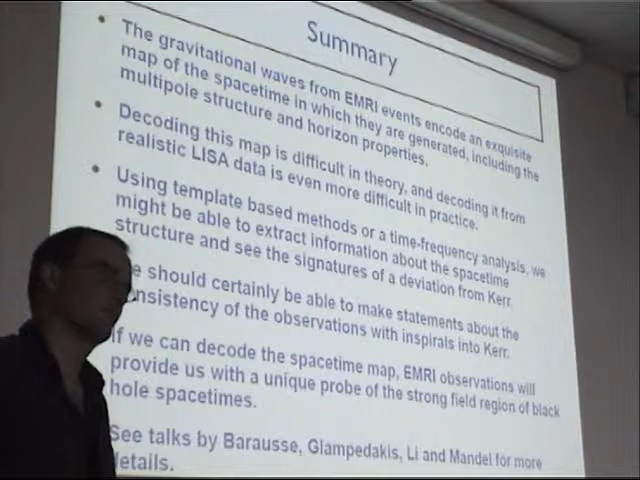 Summary
• The gravitational waves from EMRI events encode an exquisite
map of the spacetime in which they are generated, including the
multipole structure and horizon properties.
• Decoding this map is difficult in theory, and decoding it from
realistic LISA data is even more difficult in practice.
• Using template based methods or a time-frequency analysis, we
might be able to extract information about the spacetime
structure and see the signatures of a deviation from Kerr.
e should certainly be able to make statements about the
nsistency of the observations with inspirals into Kerr.
If we can decode the spacetime map, EMRI observations will
provide us with a unique probe of the strong field region of black
hole spacetimes.
See talks by Barausse, Glampedakis, Li and Mandel for more
details.